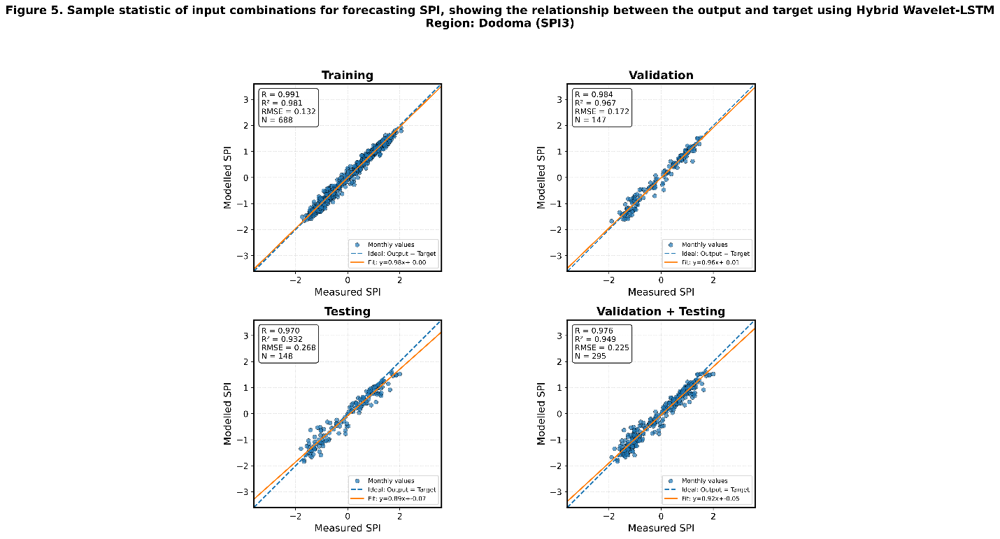 Figure 5. Sample statistic of input combinations for forecasting SPI, showing the relationship between the output and target using Hybrid Wavelet-LSTM
Region: Dodoma (SPI3)
Training
R = 0.991
R² = 0.981
RMSE = 0.132
N = 688
3
2
1
0
−1
−2
−3
Modelled SPI
Monthly values
Ideal: Output = Target
Fit: y=0.98x+-0.00
−2
0
2
Measured SPI
Validation
R = 0.984
R² = 0.967
RMSE = 0.172
N = 147
3
2
1
0
−1
−2
−3
Modelled SPI
Monthly values
Ideal: Output = Target
Fit: y=0.96x+-0.01
−2
0
2
Measured SPI
Testing
R = 0.970
R² = 0.932
RMSE = 0.268
N = 148
3
2
1
0
−1
−2
−3
Modelled SPI
Monthly values
Ideal: Output = Target
Fit: y=0.89x+-0.07
−2
0
2
Measured SPI
Validation + Testing
R = 0.976
R² = 0.949
RMSE = 0.225
N = 295
3
2
1
0
−1
−2
−3
Modelled SPI
Monthly values
Ideal: Output = Target
Fit: y=0.92x+-0.05
−2
0
2
Measured SPI